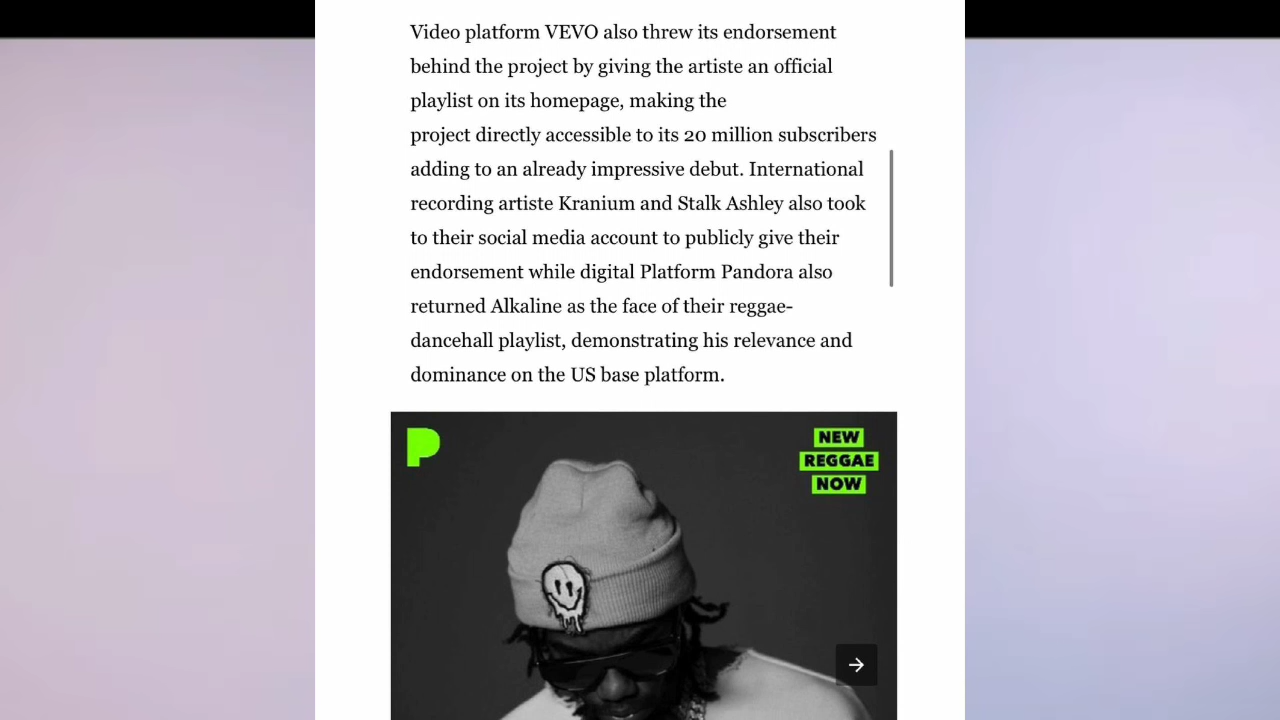 Video platform VEVO also threw its endorsement
behind the project by giving the artiste an official
playlist on its homepage, making the
project directly accessible to its 20 million subscribers
adding to an already impressive debut. International
recording artiste Kranium and Stalk Ashley also took
to their social media account to publicly give their
endorsement while digital Platform Pandora also
returned Alkaline as the face of their reggae-
dancehall playlist, demonstrating his relevance and
dominance on the US base platform.
NEW
REGGAE
NOW